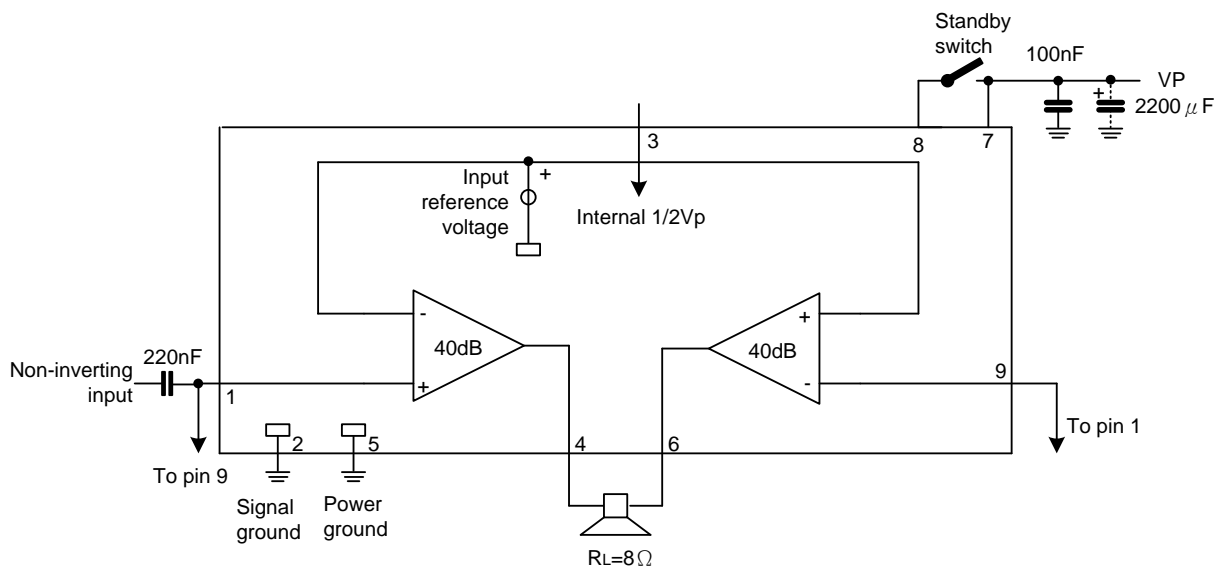 Standby
switch
100nF
VP
+
2200 μ F
3
8
7
Input
reference
voltage
+
Internal 1/2Vp
-
40dB
+
+
40dB
-
Non-inverting
input
220nF
1
9
To pin 9
To pin 1
2
5
4
6
Signal
ground
Power
ground
RL=8Ω